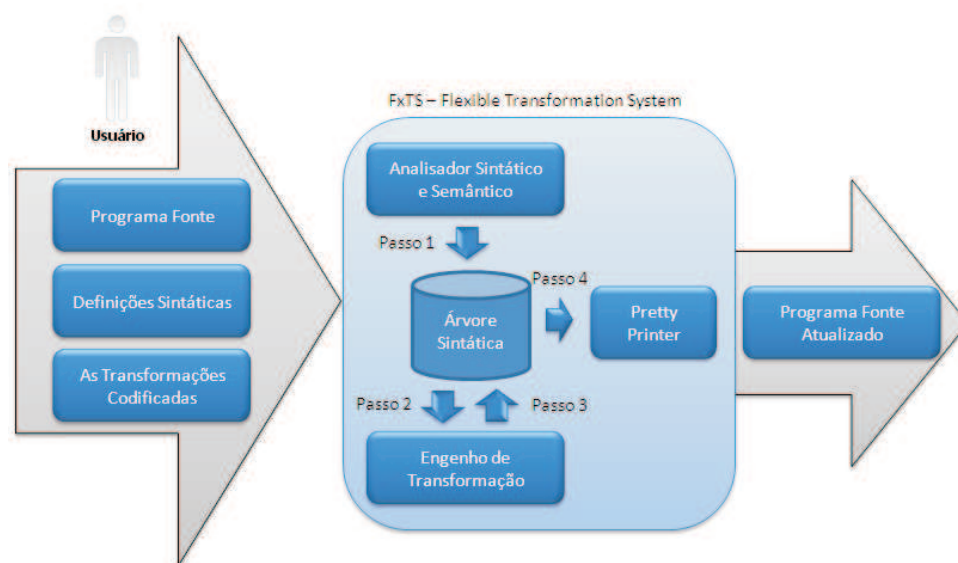 Usuário
Programa Fonte
Definições Sintáticas
As Transformações
Codificadas
FxTS – Flexible Transformation System
Analisador Sintático
e Semântico
Passo 1
Árvore
Sintática
Passo 4
Pretty
Printer
Passo 2
Passo 3
Engenho de
Transformação
Programa Fonte
Atualizado